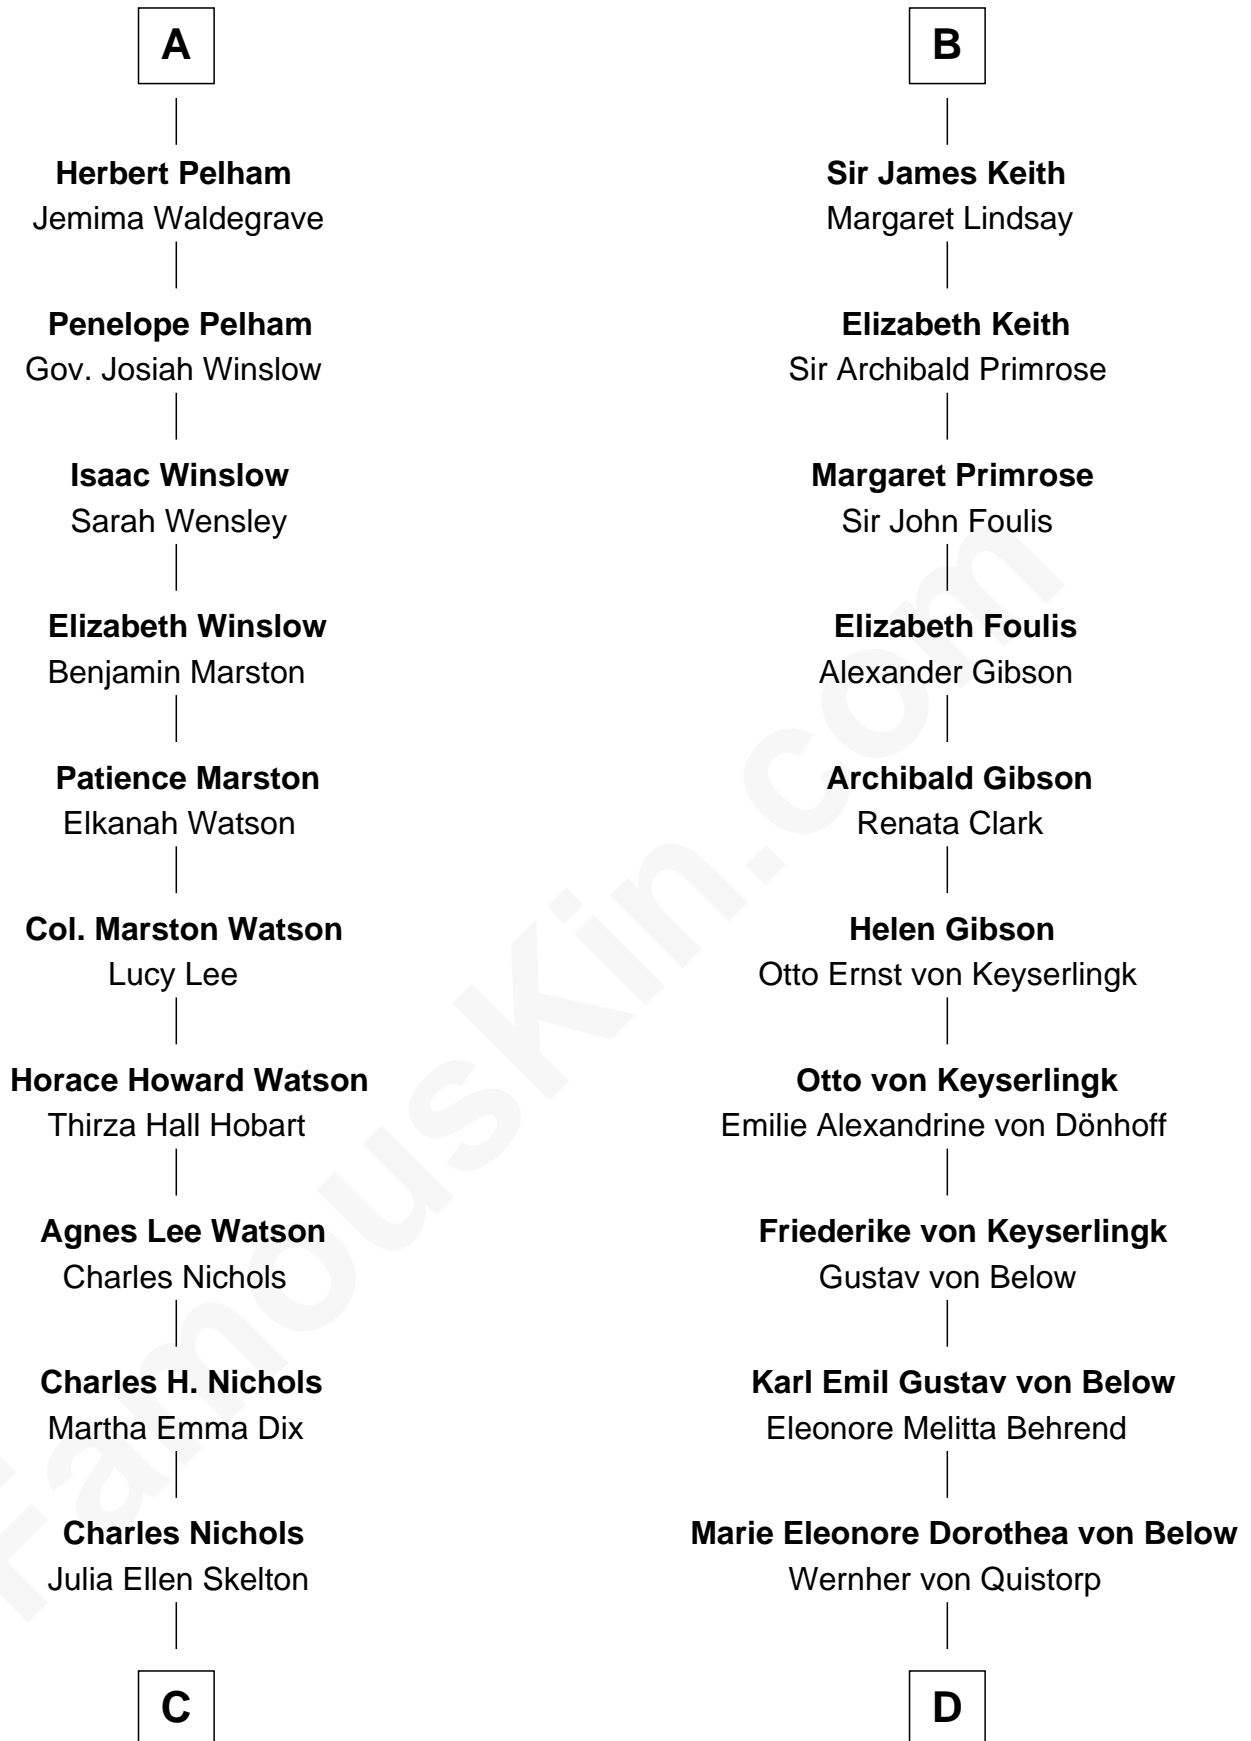 A
Herbert Pelham
Jemima Waldegrave
Penelope Pelham
Gov. Josiah Winslow
Isaac Winslow
Sarah Wensley
Elizabeth Winslow
Benjamin Marston
Patience Marston
Elkanah Watson
Col. Marston Watson
Lucy Lee
Horace Howard Watson
Thirza Hall Hobart
Agnes Lee Watson
Charles Nichols
Charles H. Nichols
Martha Emma Dix
Charles Nichols
Julia Ellen Skelton
C
B
Sir James Keith
Margaret Lindsay
Elizabeth Keith
Sir Archibald Primrose
Margaret Primrose
Sir John Foulis
Elizabeth Foulis
Alexander Gibson
Archibald Gibson
Renata Clark
Helen Gibson
Otto Ernst von Keyserlingk
Otto von Keyserlingk
Emilie Alexandrine von Dönhoff
Friederike von Keyserlingk
Gustav von Below
Karl Emil Gustav von Below
Eleonore Melitta Behrend
Marie Eleonore Dorothea von Below
Wernher von Quistorp
D
FamousKin.com